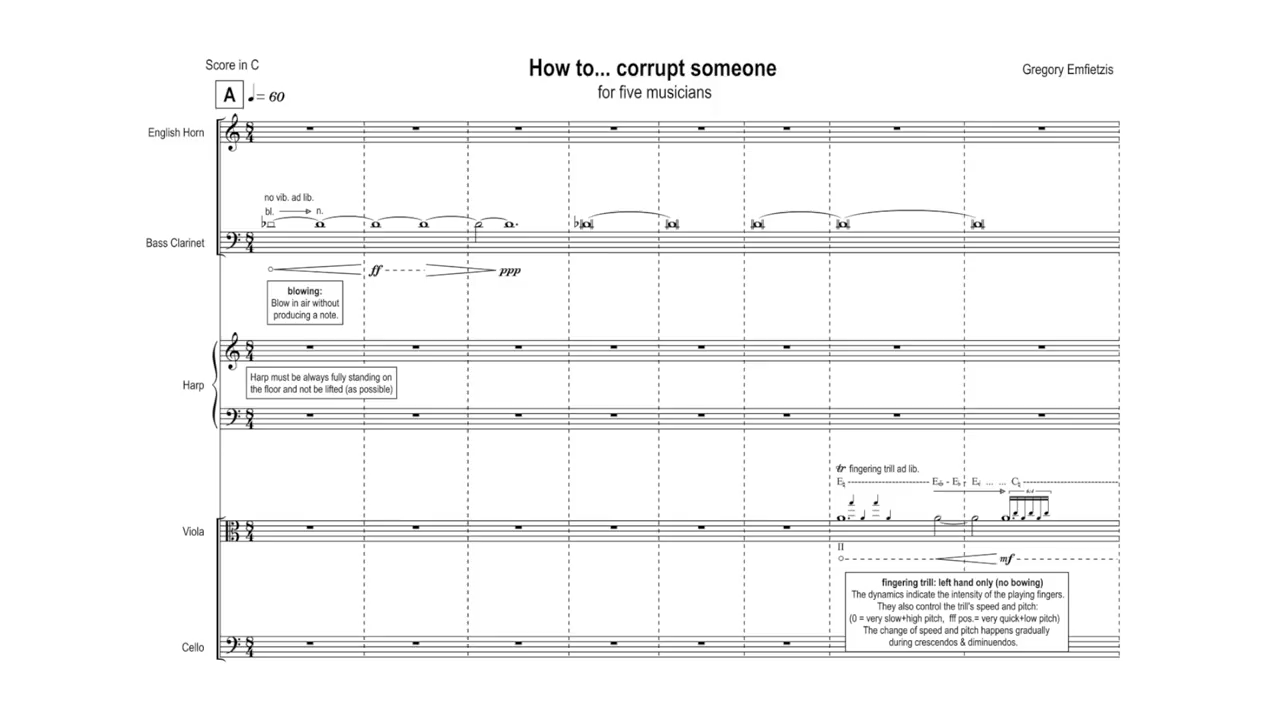 Score in C
How to... corrupt someone
for five musicians
Gregory Emfietzis
A ♩= 60
English Horn
no vib. ad lib.
bl. n.
Bass Clarinet
ff ppp
blowing:
Blow in air without
producing a note.
Harp must be always fully standing on
the floor and not be lifted (as possible)
Harp
tr fingering trill ad lib.
Viola
II
mf
fingering trill: left hand only (no bowing)
The dynamics indicate the intensity of the playing fingers.
They also control the trill's speed and pitch:
(0 = very slow+high pitch, fff pos.= very quick+low pitch)
The change of speed and pitch happens gradually
during crescendos & diminuendos.
Cello